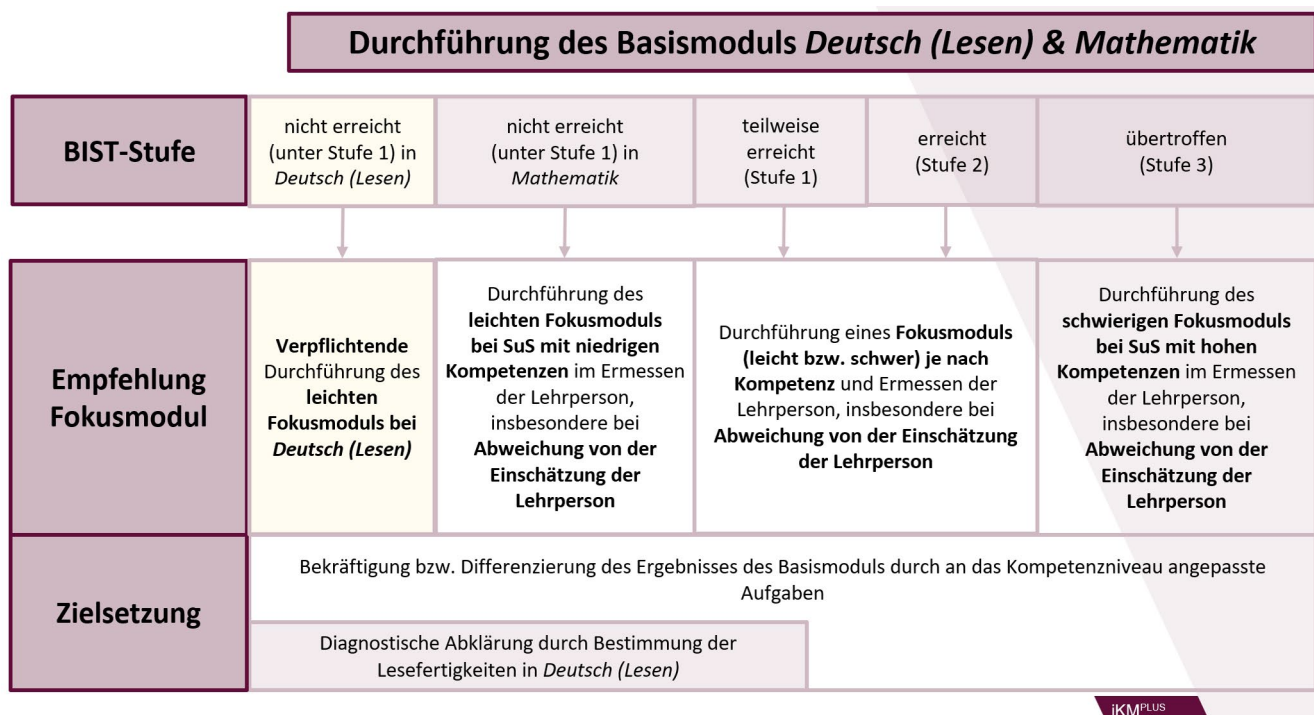 Durchführung des Basismoduls Deutsch (Lesen) & Mathematik
BIST-Stufe
nicht erreicht
(unter Stufe 1) in
Deutsch (Lesen)
nicht erreicht
(unter Stufe 1) in
Mathematik
teilweise
erreicht
(Stufe 1)
erreicht
(Stufe 2)
übertroffen
(Stufe 3)
Empfehlung
Fokusmodul
Verpflichtende
Durchführung des
leichten
Fokusmoduls bei
Deutsch (Lesen)
Durchführung des
leichten Fokusmoduls
bei SuS mit niedrigen
Kompetenzen im Ermessen
der Lehrperson,
insbesondere bei
Abweichung von der
Einschätzung der
Lehrperson
Durchführung eines Fokusmoduls
(leicht bzw. schwer) je nach
Kompetenz und Ermessen der
Lehrperson, insbesondere bei
Abweichung von der Einschätzung
der Lehrperson
Durchführung des
schwierigen Fokusmoduls
bei SuS mit hohen
Kompetenzen im Ermessen
der Lehrperson,
insbesondere bei
Abweichung von der
Einschätzung der
Lehrperson
Zielsetzung
Bekräftigung bzw. Differenzierung des Ergebnisses des Basismoduls durch an das Kompetenzniveau angepasste
Aufgaben
Diagnostische Abklärung durch Bestimmung der
Lesefertigkeiten in Deutsch (Lesen)
iKMPLUS